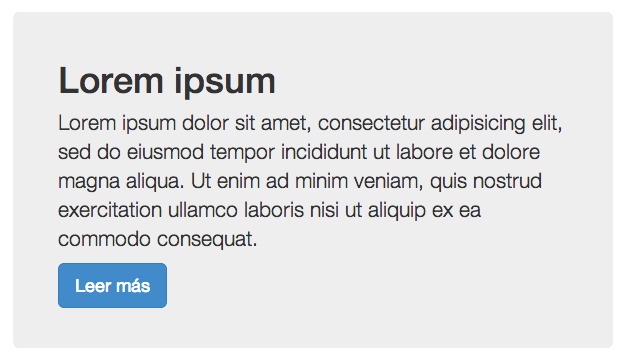 Lorem ipsum
Lorem ipsum dolor sit amet, consectetur adipisicing elit,
sed do eiusmod tempor incididunt ut labore et dolore
magna aliqua. Ut enim ad minim veniam, quis nostrud
exercitation ullamco laboris nisi ut aliquip ex ea
commodo consequat.
Leer más